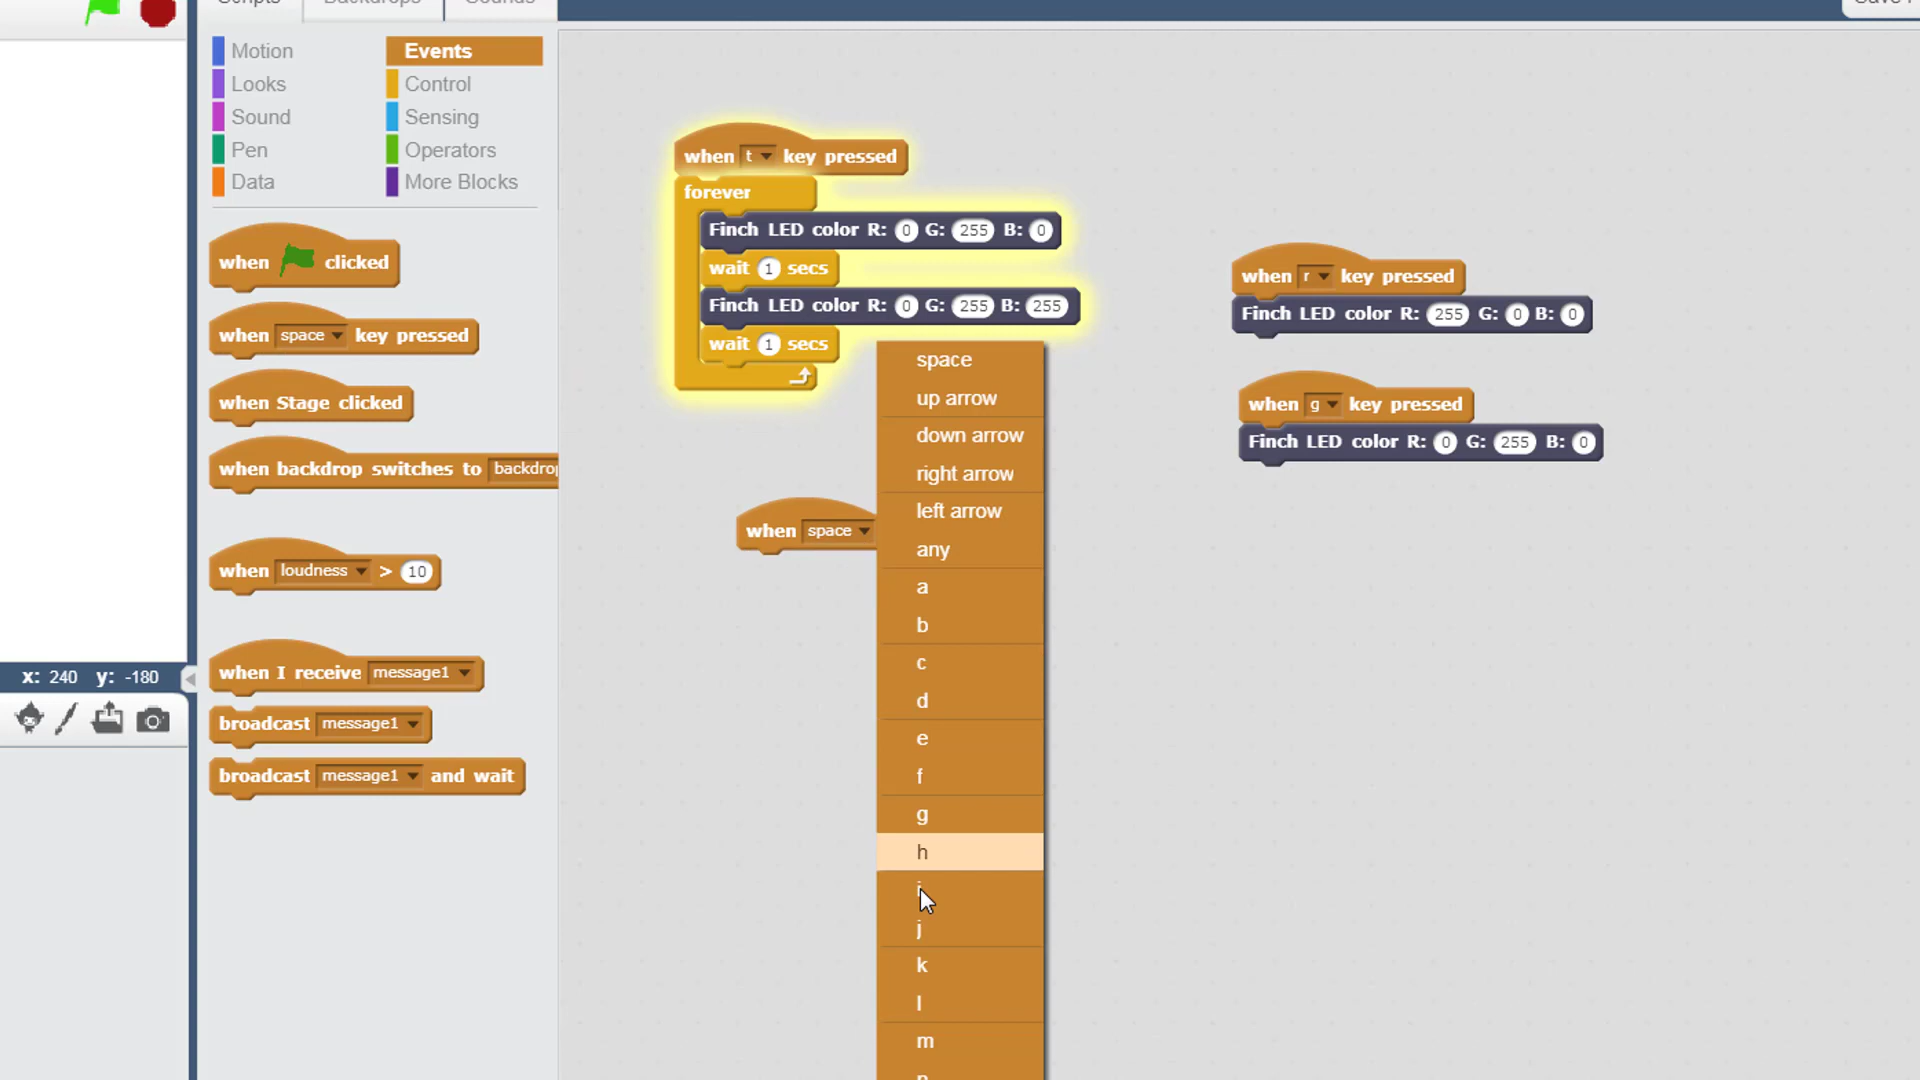 Scripts Backdrops Sounds
Motion Events
Looks Control
Sound Sensing
Pen Operators
Data More Blocks
when clicked
when space key pressed
when Stage clicked
when backdrop switches to backdrop
when loudness > 10
when I receive message1
broadcast message1
broadcast message1 and wait
x: 240 y: -180
when t key pressed
forever
Finch LED color R: 0 G: 255 B: 0
wait 1 secs
Finch LED color R: 0 G: 255 B: 255
wait 1 secs
when space
space
up arrow
down arrow
right arrow
left arrow
any
a
b
c
d
e
f
g
h
i
j
k
l
m
when r key pressed
Finch LED color R: 255 G: 0 B: 0
when g key pressed
Finch LED color R: 0 G: 255 B: 0